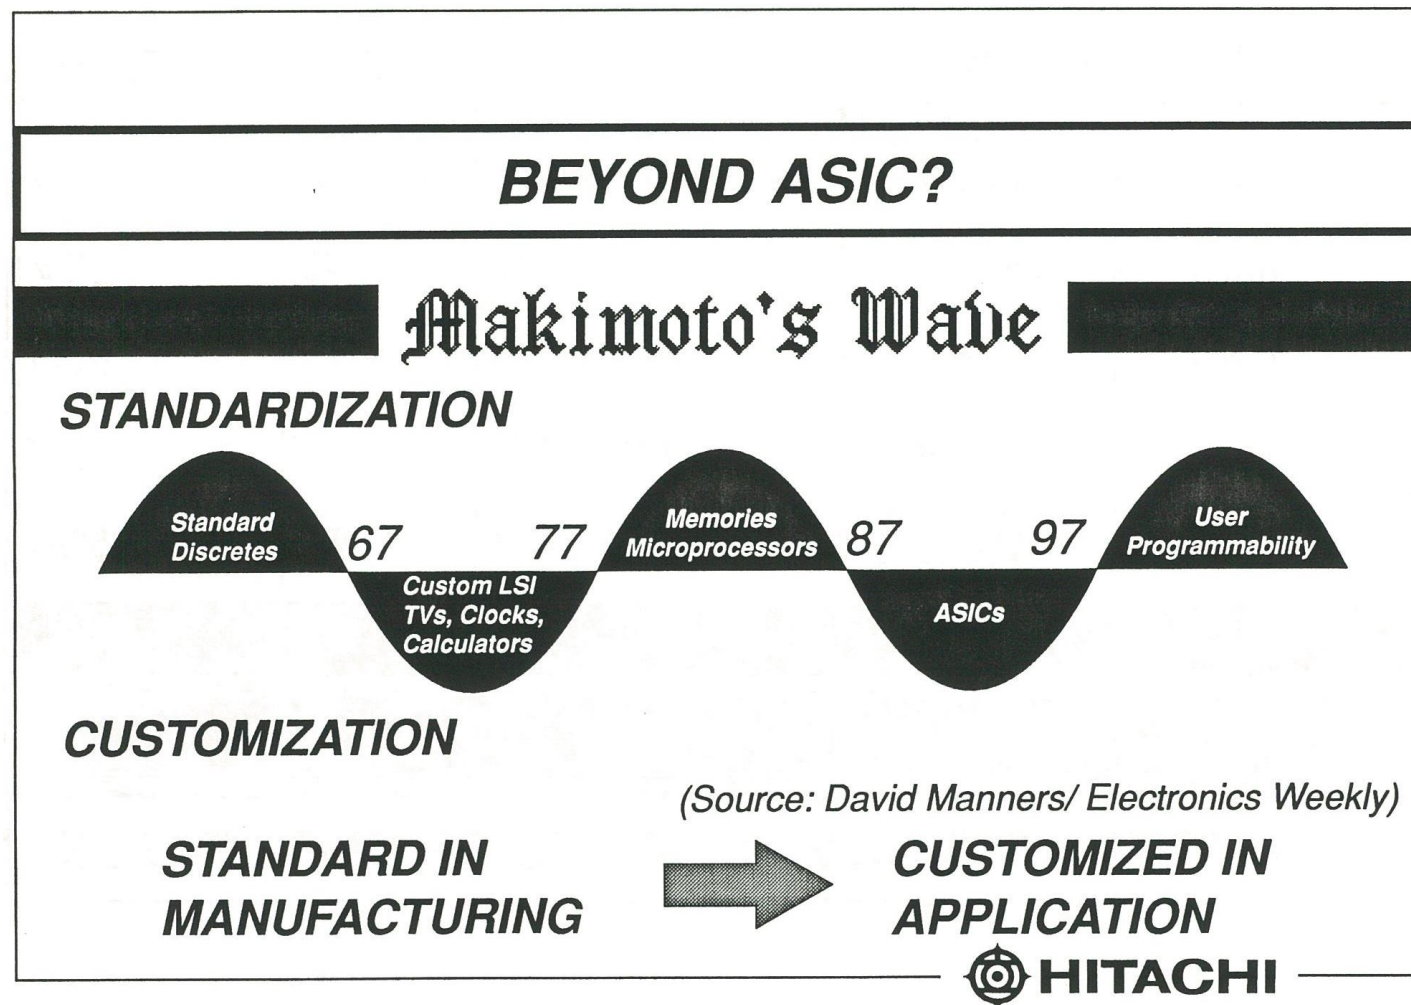 BEYOND ASIC?
Makimoto's Wave
STANDARDIZATION
Standard
Discretes
67
77
Memories
Microprocessors
87
97
User
Programmability
Custom LSI
TVs, Clocks,
Calculators
ASICs
CUSTOMIZATION
(Source: David Manners/ Electronics Weekly)
STANDARD IN
MANUFACTURING
CUSTOMIZED IN
APPLICATION
HITACHI